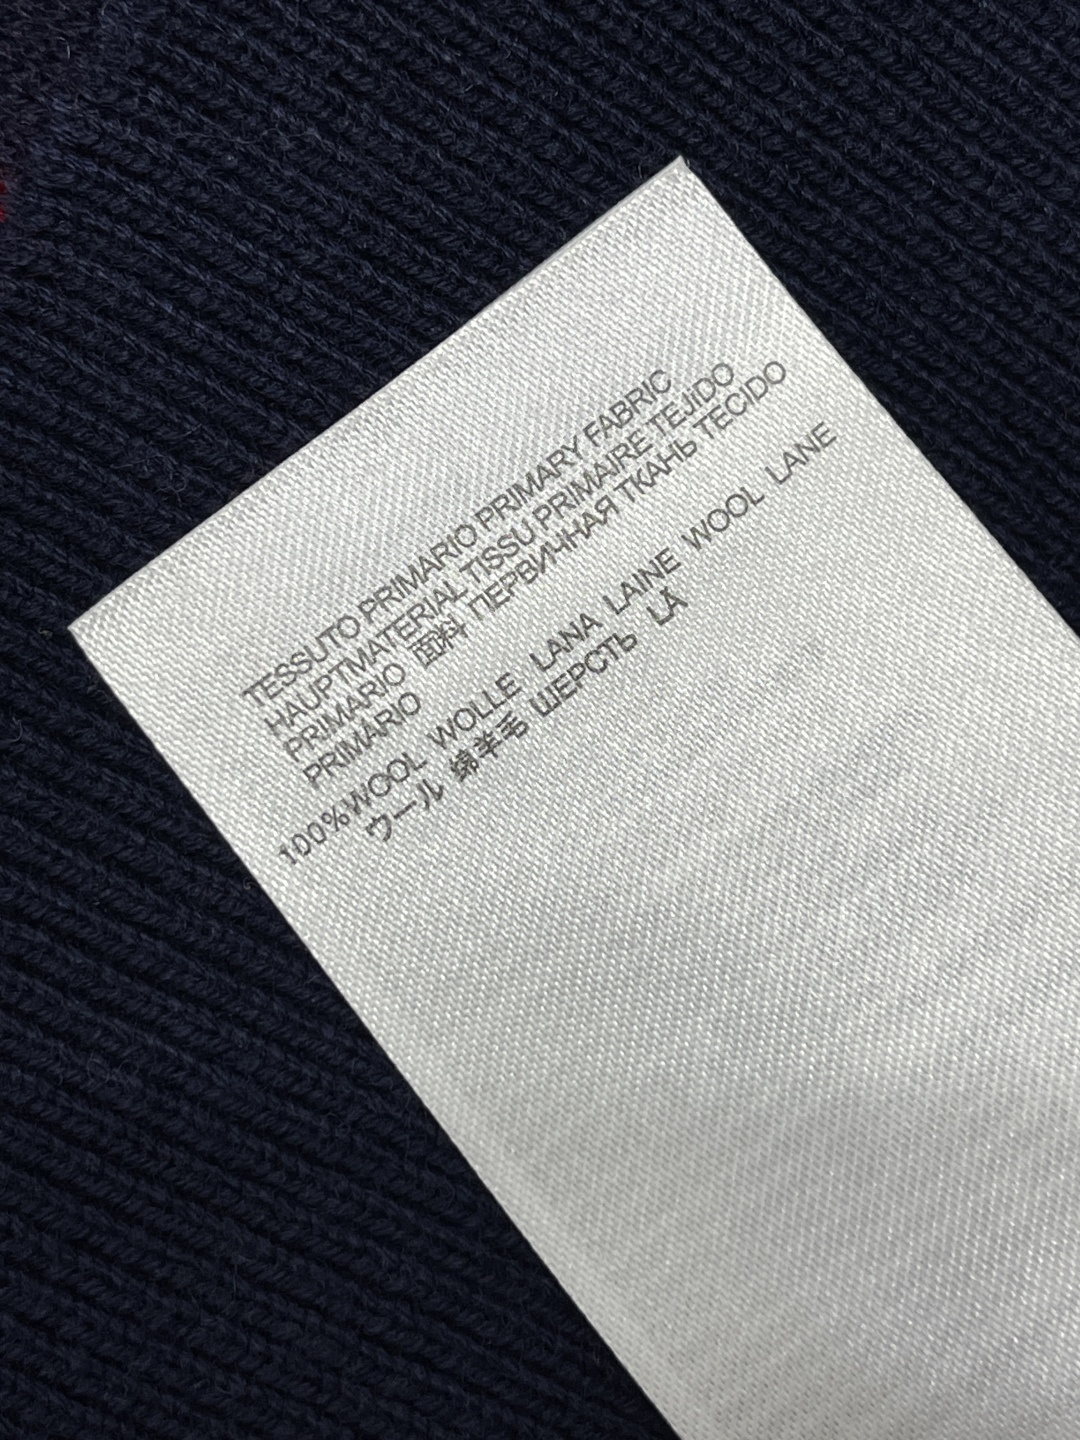 TESSUTO PRIMARIO PRIMARY FABRIC
HAUPTMATERIAL TISSU PRIMAIRE TEJIDO
PRIMARIO 面料 ПЕРВИЧНАЯ ТКАНЬ TECIDO
PRIMÁRIO
100%WOOL WOLLE LANA LAINE WOOL LANE
ウール 绵羊毛 ШЕРСТЬ LÃ